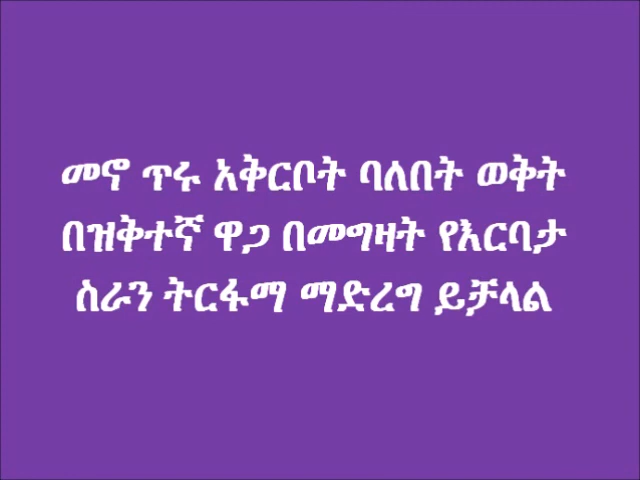 መኖ ጥሩ አቅርቦት ባለበት ወቅት
በዝቅተኛ ዋጋ በመግዛት የእርባታ
ስራን ትርፋማ ማድረግ ይቻላል